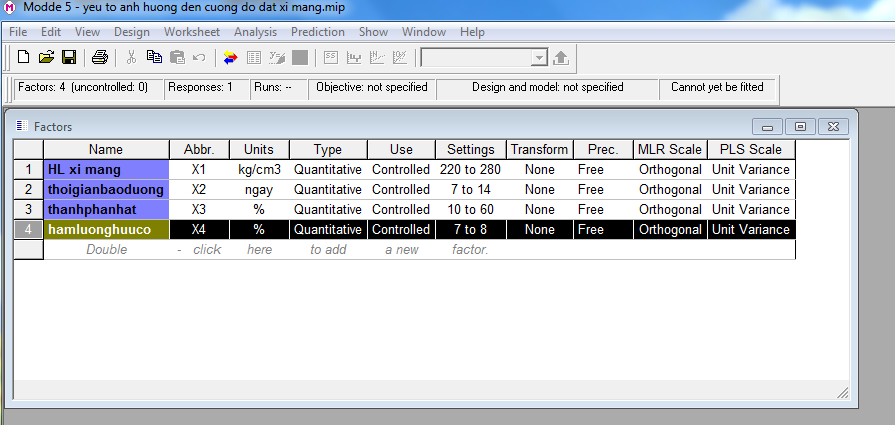 Modde 5 - yeu to anh huong den cuong do dat xi mang.mip
File Edit View Design Worksheet Analysis Prediction Show Window Help
Factors: 4 (uncontrolled: 0) Responses: 1 Runs: -- Objective: not specified Design and model: not specified Cannot yet be fitted
Factors
Name Abbr. Units Type Use Settings Transform Prec. MLR Scale PLS Scale
1 HL xi mang X1 kg/cm3 Quantitative Controlled 220 to 280 None Free Orthogonal Unit Variance
2 thoigianbaoduong X2 ngay Quantitative Controlled 7 to 14 None Free Orthogonal Unit Variance
3 thanhphanhat X3 % Quantitative Controlled 10 to 60 None Free Orthogonal Unit Variance
4 hamluonghuuco X4 % Quantitative Controlled 7 to 8 None Free Orthogonal Unit Variance
Double - click here to add a new factor.